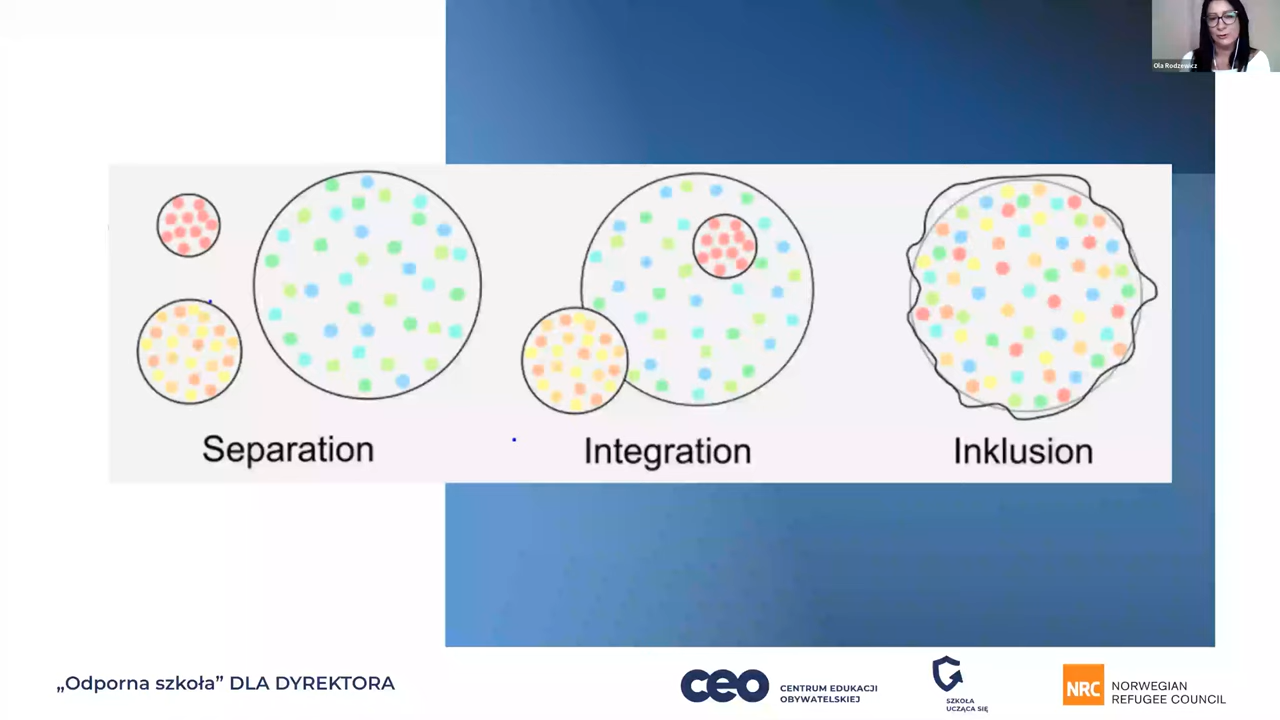 Ola Rodzewicz
Separation
Integration
Inklusion
„Odporna szkoła” DLA DYREKTORA
ceo
CENTRUM EDUKACJI
OBYWATELSKIEJ
SZKOŁA
UCZĄCA SIĘ
NRC
NORWEGIAN
REFUGEE COUNCIL